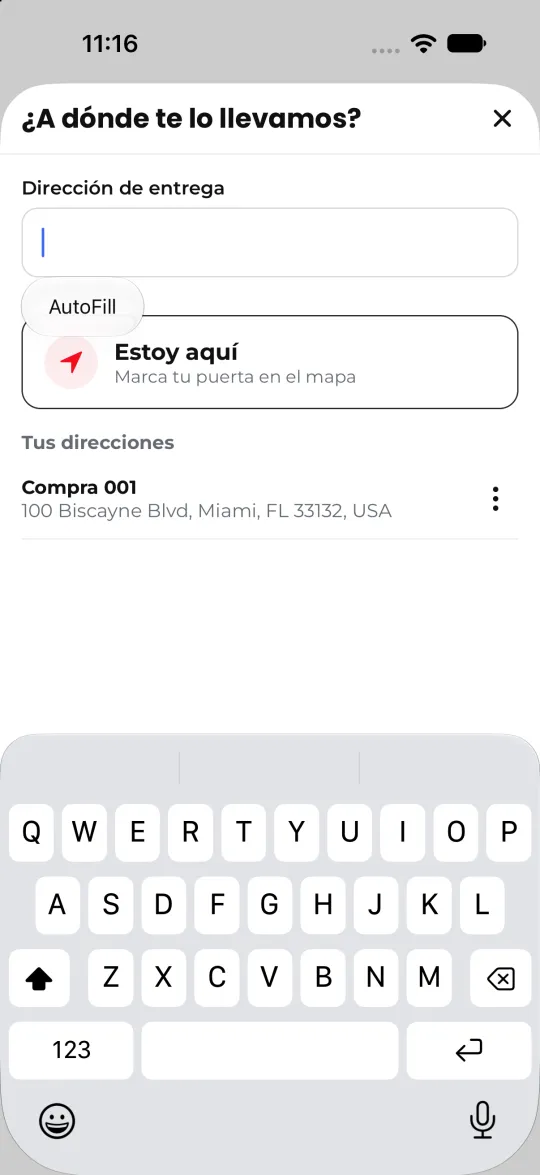 11:16
¿A dónde te lo llevamos?
Dirección de entrega
AutoFill
Estoy aquí
Marca tu puerta en el mapa
Tus direcciones
Compra 001
100 Biscayne Blvd, Miami, FL 33132, USA
Q W E R T Y U I O P
A S D F G H J K L
Z X C V B N M
123